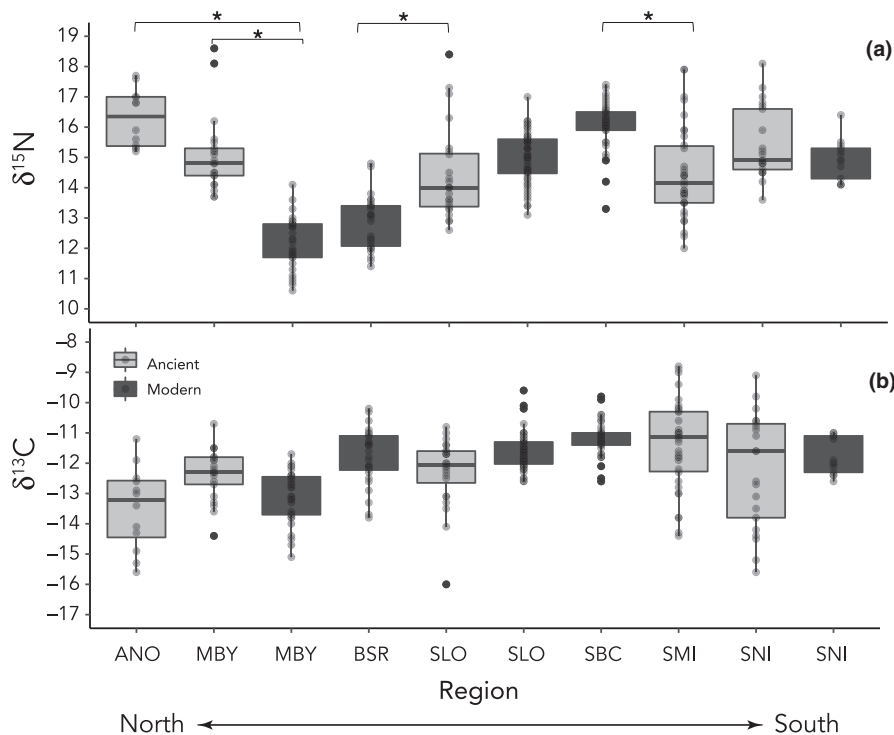 * * * *
(a)
19
18
17
16
15
14
13
12
11
10
δ15N
(b)
Ancient
Modern
−8
−9
−10
−11
−12
−13
−14
−15
−16
−17
δ13C
ANO MBY MBY BSR SLO SLO SBC SMI SNI SNI
Region
North South